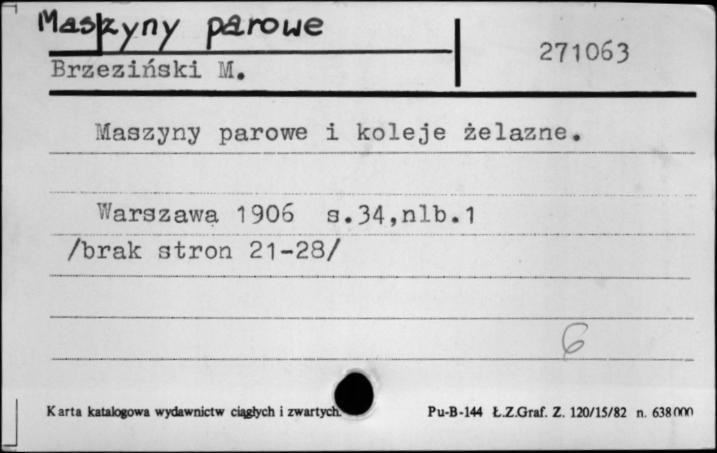 Maszyny parowe
271063
Brzeziński M.
Maszyny parowe i koleje żelazne.
Warszawa 1906 s.34,nlb.1
/brak stron 21-28/
6
Karta katalogowa wydawnictw ciągłych i zwartych.
Pu-B-144 Ł.Z.Graf. Z. 120/15/82 n. 638000